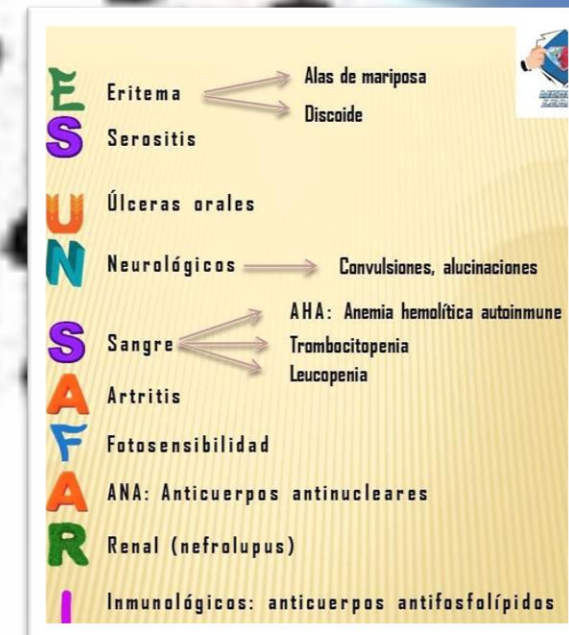 E Eritema
Alas de mariposa
Discoide
S Serositis
U Úlceras orales
N Neurológicos
Convulsiones, alucinaciones
S Sangre
AHA: Anemia hemolítica autoinmune
Trombocitopenia
Leucopenia
A Artritis
F Fotosensibilidad
A ANA: Anticuerpos antinucleares
R Renal (nefrolupus)
I Inmunológicos: anticuerpos antifosfolípidos